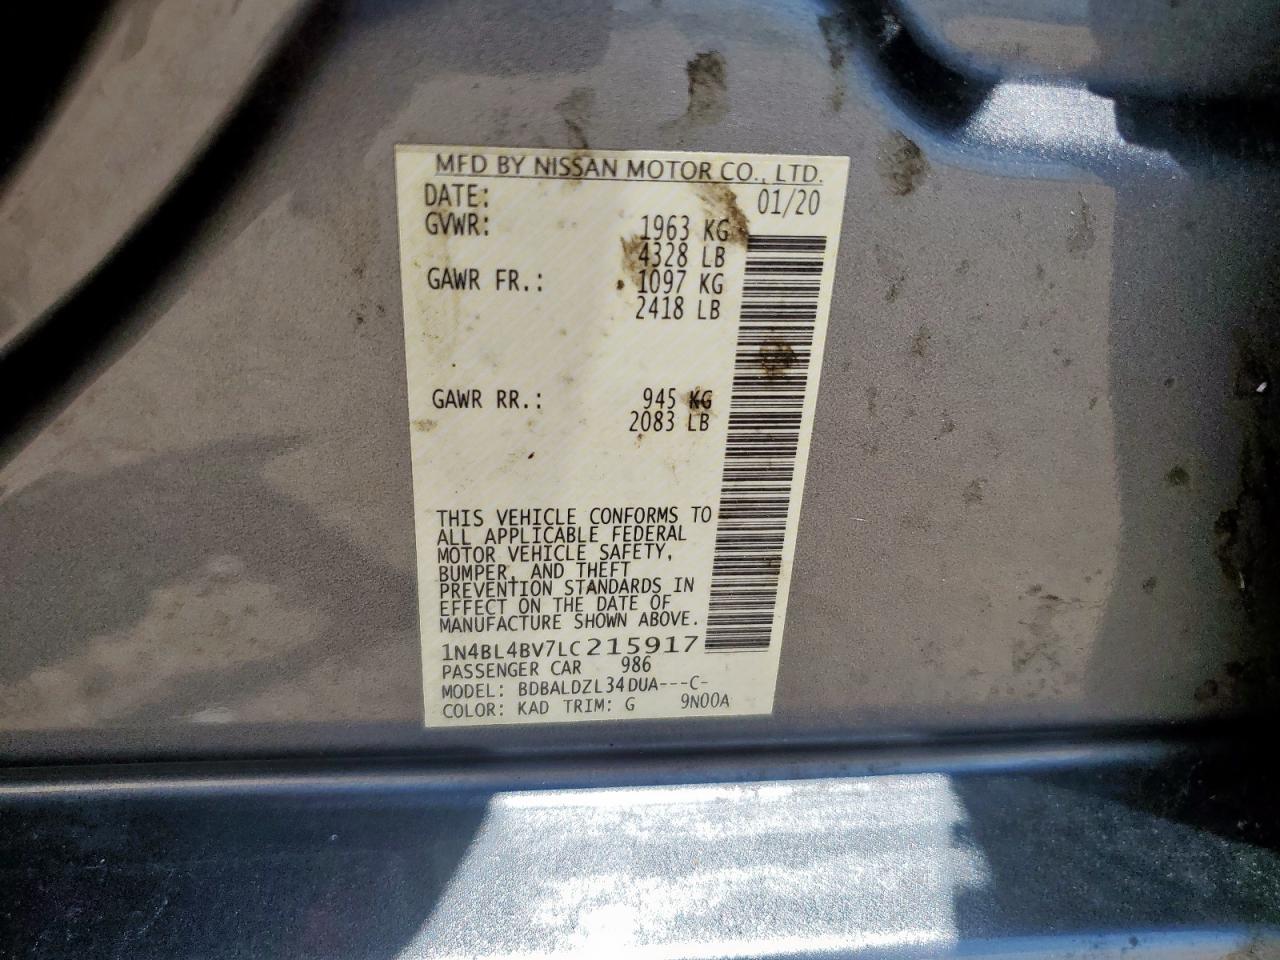 MFD BY NISSAN MOTOR CO., LTD.
DATE: 01/20
GVWR: 1963 KG
4328 LB
GAWR FR.: 1097 KG
2418 LB
GAWR RR.: 945 KG
2083 LB
THIS VEHICLE CONFORMS TO
ALL APPLICABLE FEDERAL
MOTOR VEHICLE SAFETY,
BUMPER, AND THEFT
PREVENTION STANDARDS IN
EFFECT ON THE DATE OF
MANUFACTURE SHOWN ABOVE.
1N4BL4BV7LC215917
PASSENGER CAR 986
MODEL: BDBALDZL34DUA---C-
COLOR: KAD TRIM: G 9N00A